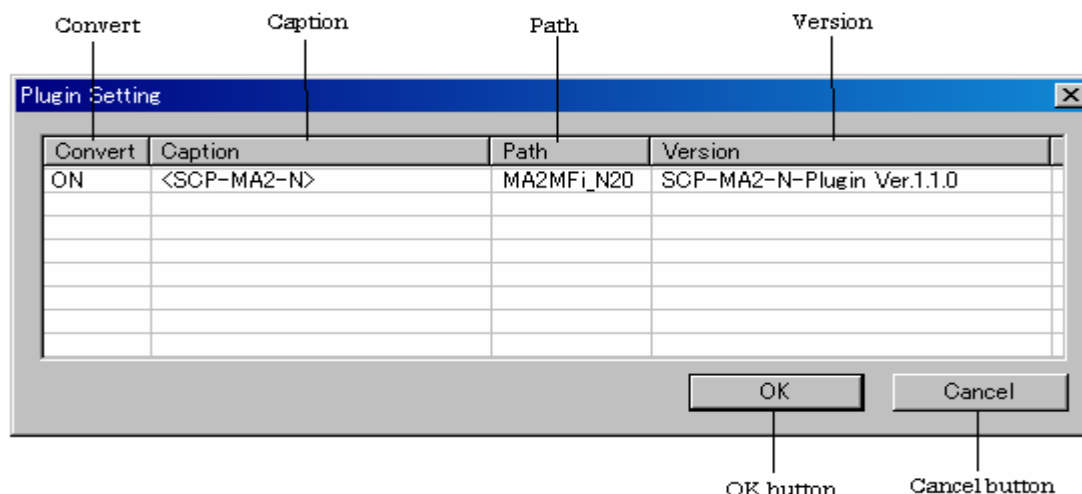 Convert Caption Path Version
Plugin Setting
Convert Caption Path Version
ON <SCP-MA2-N> MA2MFi_N20 SCP-MA2-N-Plugin Ver.1.1.0
OK Cancel
OK button Cancel button